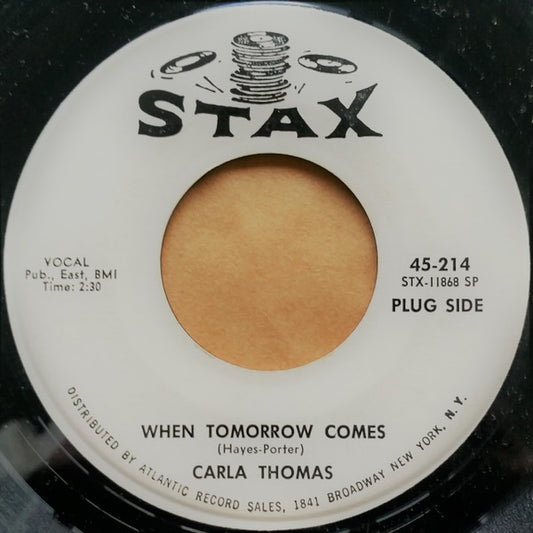 STAX
VOCAL
Pub., East, BMI
Time: 2:30
45-214
STX-11868 SP
PLUG SIDE
WHEN TOMORROW COMES
(Hayes-Porter)
CARLA THOMAS
DISTRIBUTED BY ATLANTIC RECORD SALES, 1841 BROADWAY NEW YORK, N. Y.